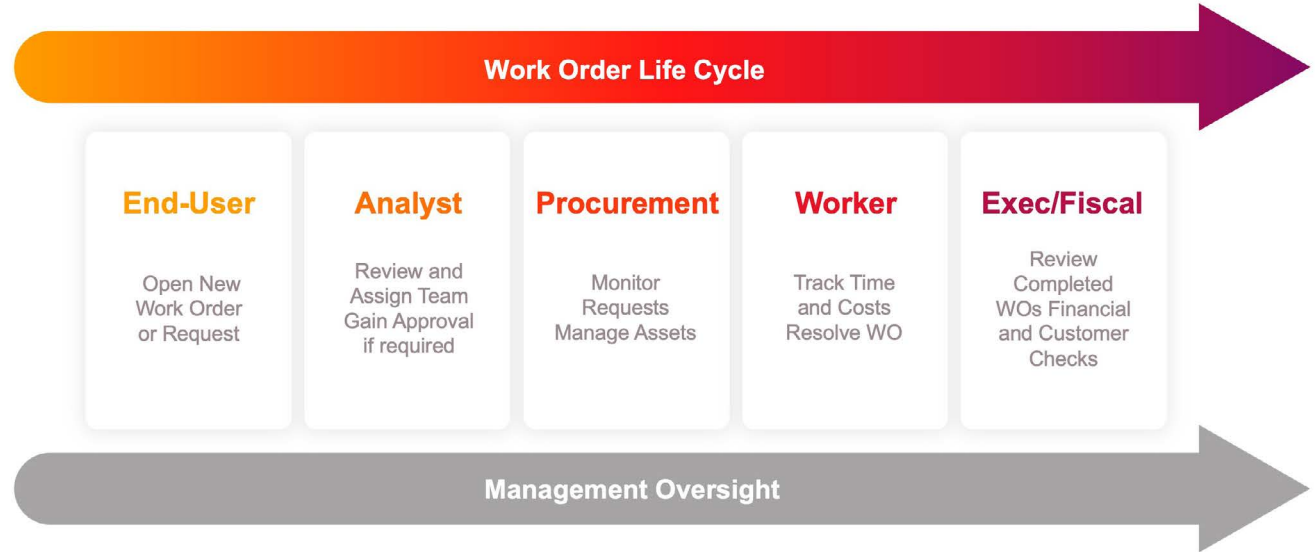 Work Order Life Cycle
End-User
Open New
Work Order
or Request
Analyst
Review and
Assign Team
Gain Approval
if required
Procurement
Monitor
Requests
Manage Assets
Worker
Track Time
and Costs
Resolve WO
Exec/Fiscal
Review
Completed
WOs Financial
and Customer
Checks
Management Oversight